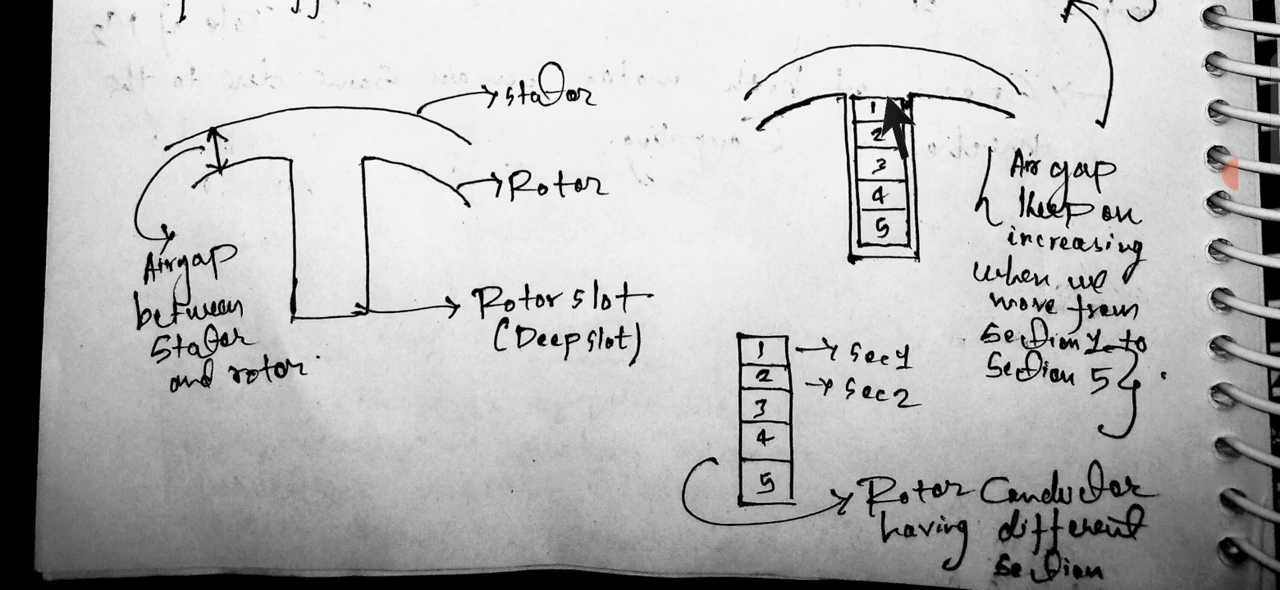 stator
Rotor
Airgap
between
stator
and rotor.
Rotor slot
(Deep slot)
1
2
3
4
5
{ Air gap
keep on
increasing
when we
move from
section 1 to
section 5 }.
1 → sec 1
2 → sec 2
3
4
5
Rotor Conductor
having different
section